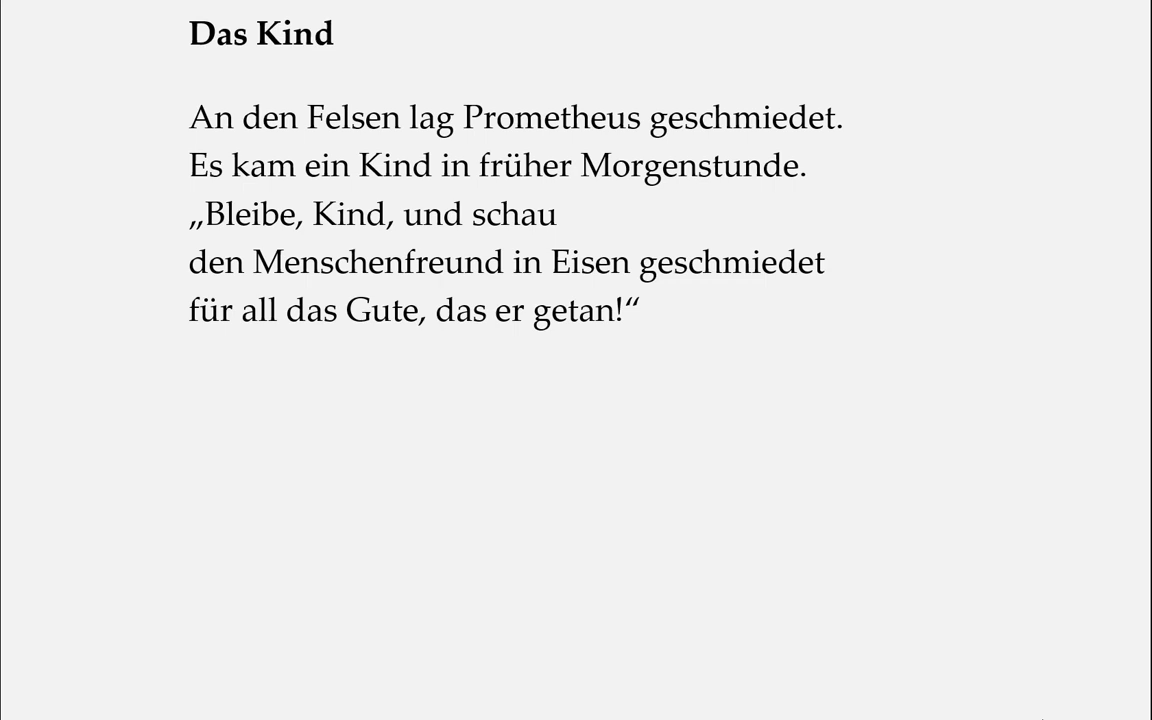 Das Kind
An den Felsen lag Prometheus geschmiedet.
Es kam ein Kind in früher Morgenstunde.
„Bleibe, Kind, und schau
den Menschenfreund in Eisen geschmiedet
für all das Gute, das er getan!“